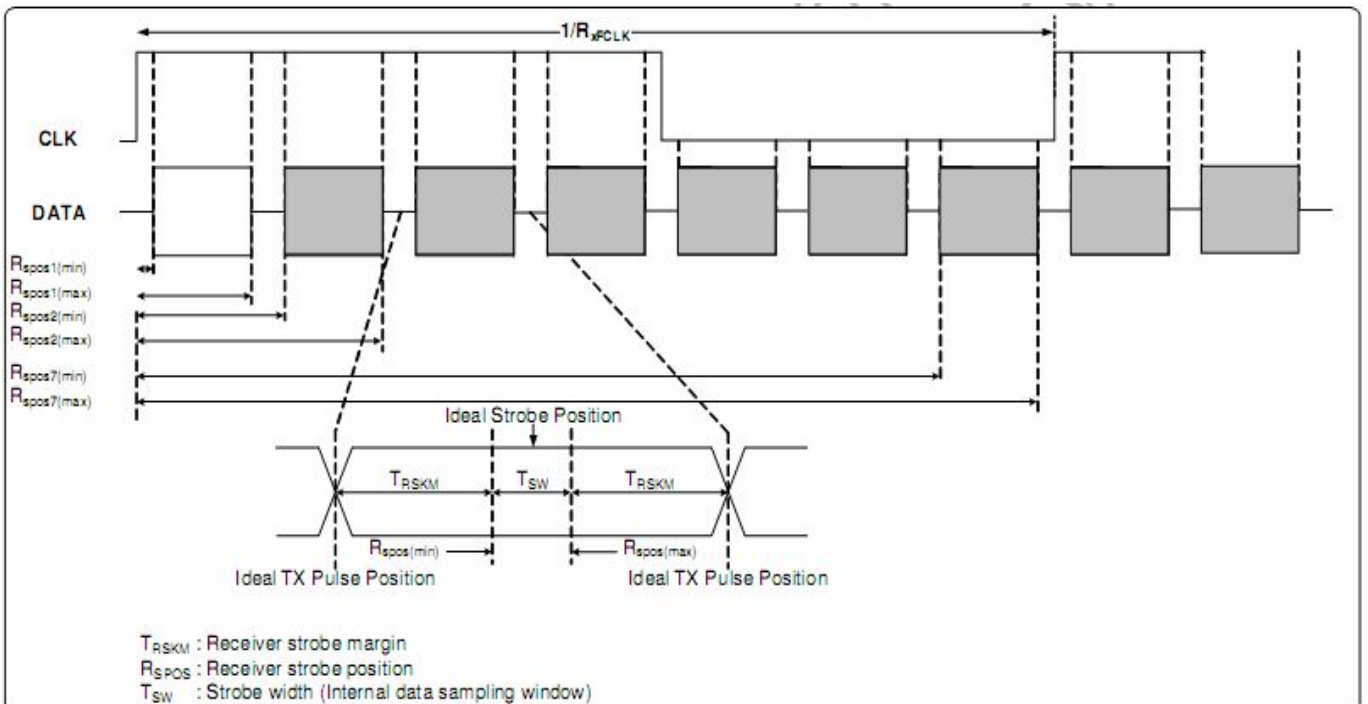 1/RxFCLK
CLK
DATA
Rspos1(min)
Rspos1(max)
Rspos2(min)
Rspos2(max)
Rspos7(min)
Rspos7(max)
Ideal Strobe Position
TRSKM TSW TRSKM
Rspos(min) Rspos(max)
Ideal TX Pulse Position Ideal TX Pulse Position
TRSKM : Receiver strobe margin
RSPOS : Receiver strobe position
TSW : Strobe width (Internal data sampling window)